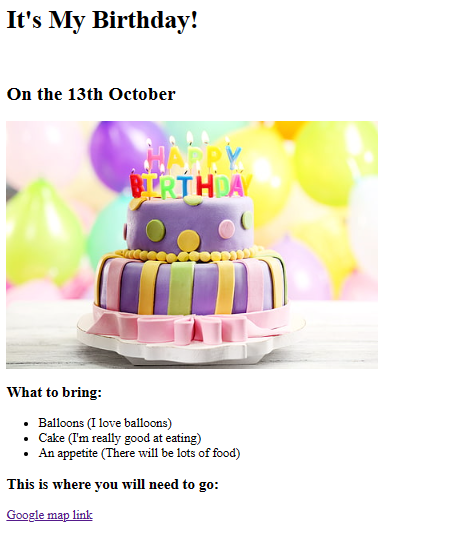 It's My Birthday!
On the 13th October
HAPPY
BIRTHDAY
What to bring:
Balloons (I love balloons)
Cake (I'm really good at eating)
An appetite (There will be lots of food)
This is where you will need to go:
Google map link